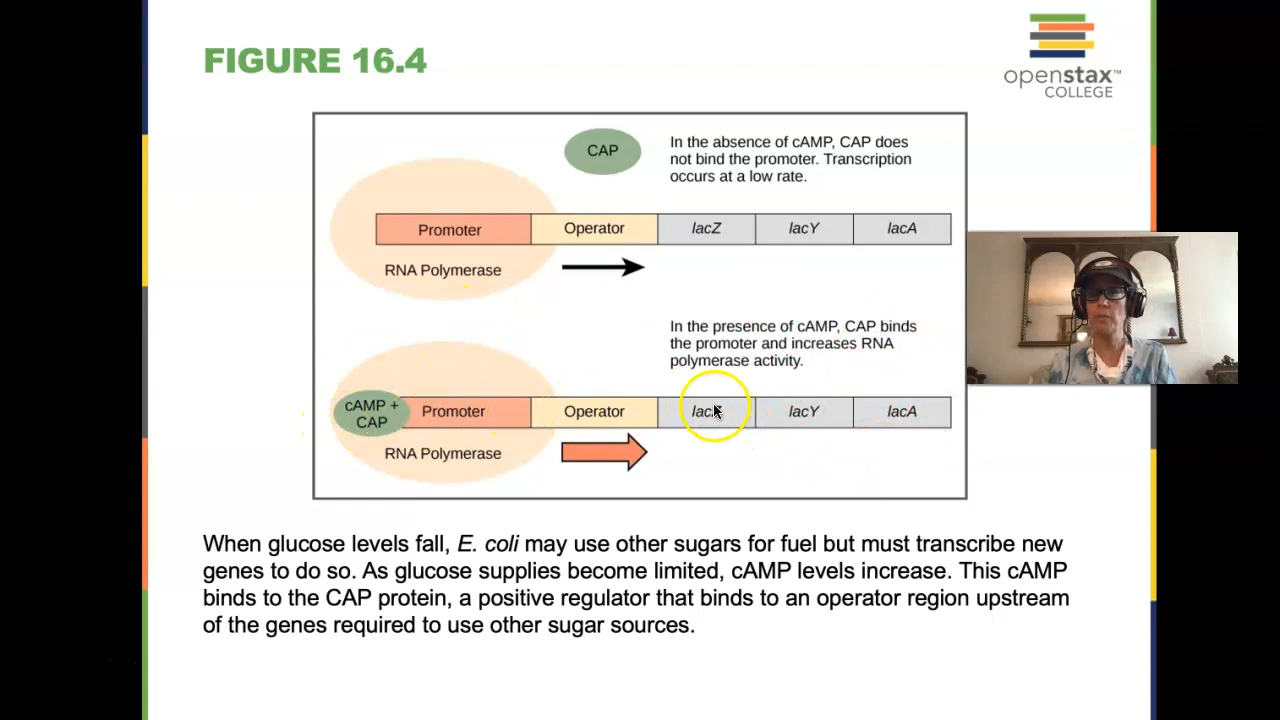 FIGURE 16.4
openstax™
COLLEGE
CAP
In the absence of cAMP, CAP does
not bind the promoter. Transcription
occurs at a low rate.
Promoter
Operator
lacZ
lacY
lacA
RNA Polymerase
In the presence of cAMP, CAP binds
the promoter and increases RNA
polymerase activity.
cAMP +
CAP
Promoter
Operator
lac
lacY
lacA
RNA Polymerase
When glucose levels fall, E. coli may use other sugars for fuel but must transcribe new
genes to do so. As glucose supplies become limited, cAMP levels increase. This cAMP
binds to the CAP protein, a positive regulator that binds to an operator region upstream
of the genes required to use other sugar sources.